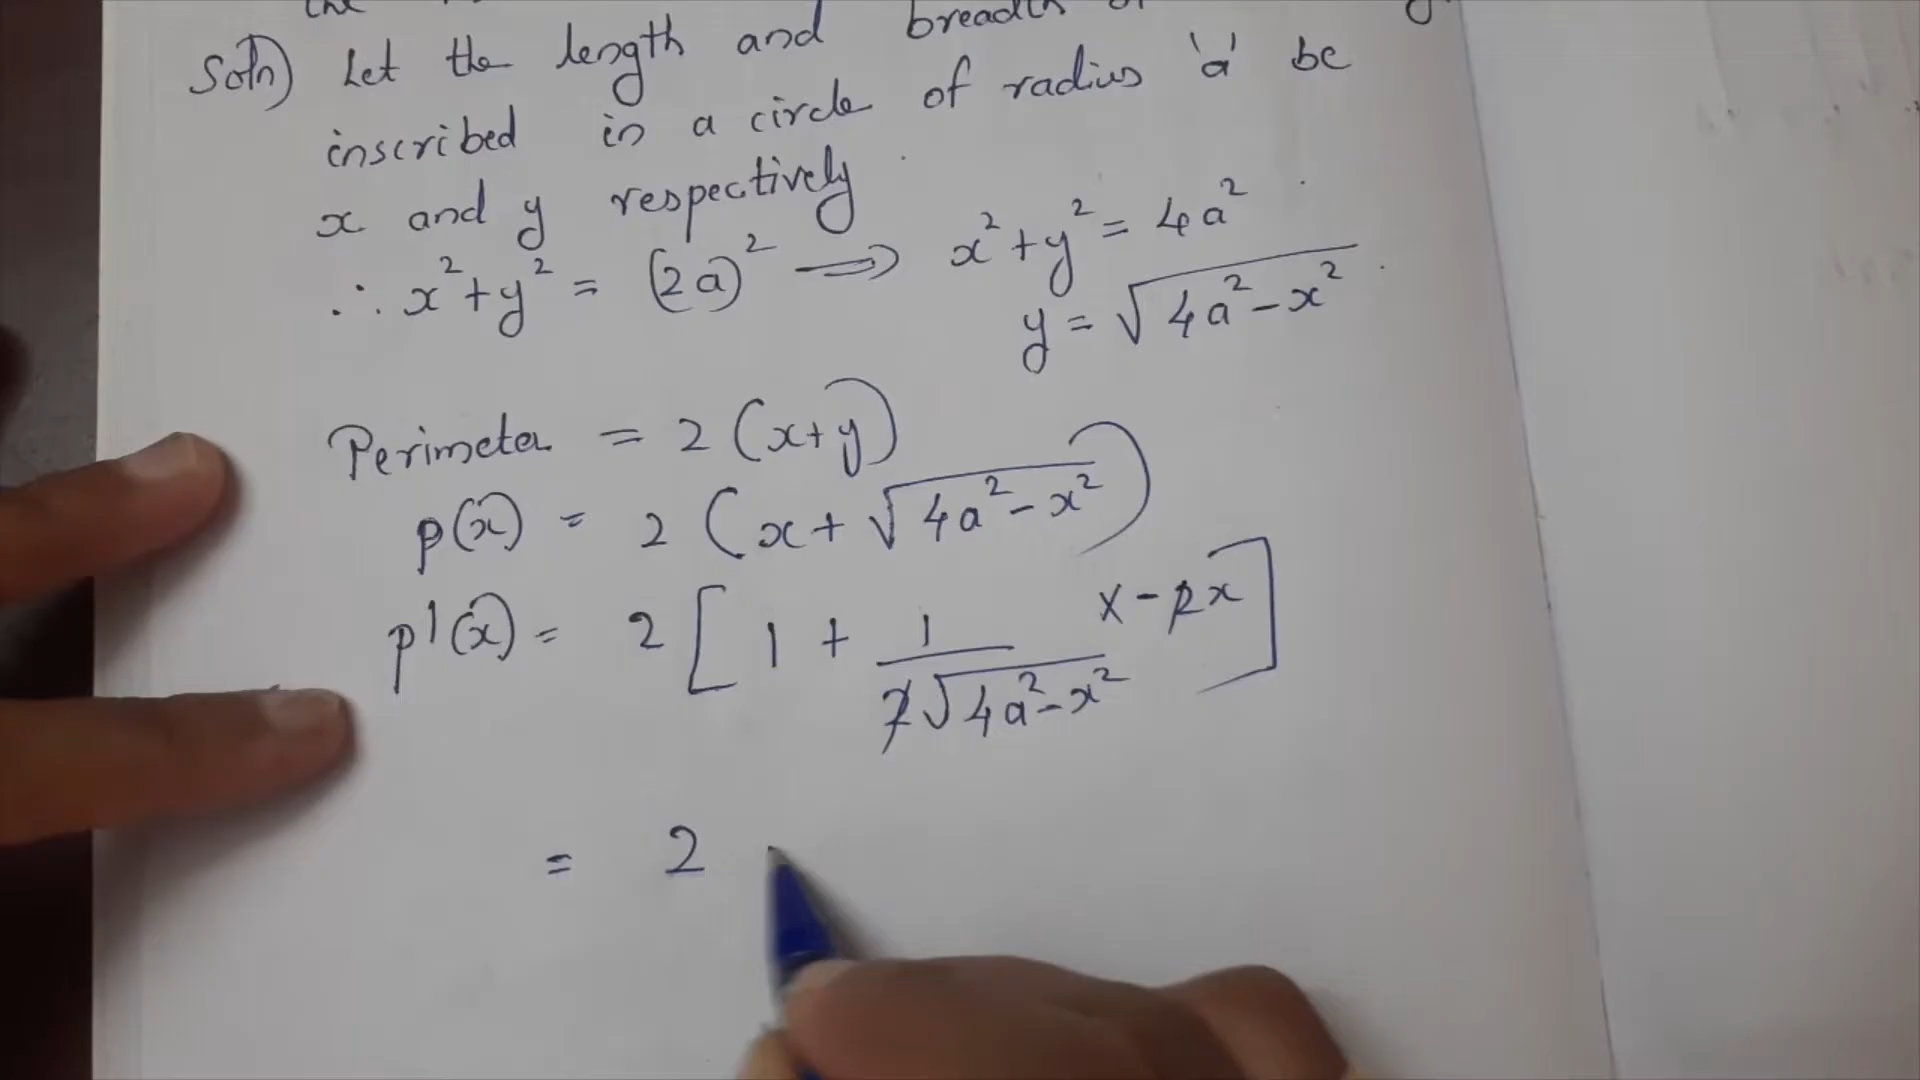 the
Soln) Let the length and breadth
inscribed in a circle of radius 'a' be
x and y respectively
∴ x²+y² = (2a)² ⟹ x²+y² = 4a²
y = √(4a²-x²)
Perimeter = 2(x+y)
p(x) = 2(x+√(4a²-x²))
p'(x) = 2[1 + 1/(2√(4a²-x²)) × -2x]
= 2